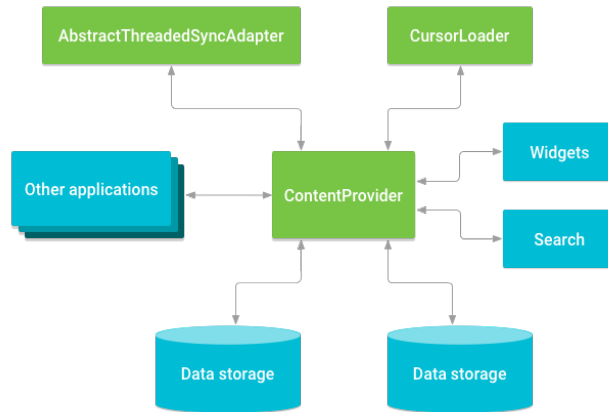 AbstractThreadedSyncAdapter
CursorLoader
Other applications
ContentProvider
Widgets
Search
Data storage
Data storage